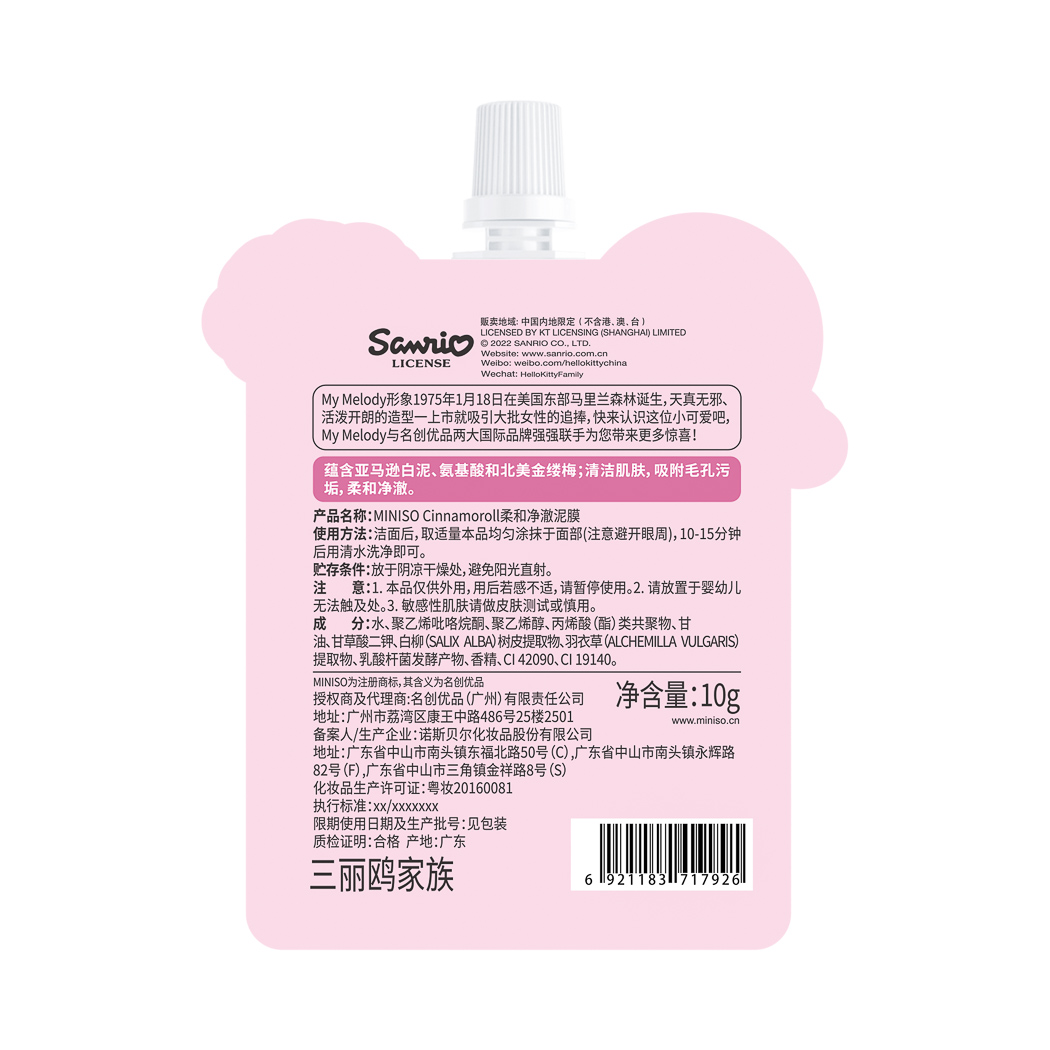 贩卖地域: 中国内地限定（不含港、澳、台）
LICENSED BY KT LICENSING (SHANGHAI) LIMITED
© 2022 SANRIO CO., LTD.
Website: www.sanrio.com.cn
Weibo: weibo.com/hellokittychina
Wechat: HelloKittyFamily
Sanrio
LICENSE
My Melody形象1975年1月18日在美国东部马里兰森林诞生，天真无邪、
活泼开朗的造型一上市就吸引大批女性的追捧，快来认识这位小可爱吧，
My Melody与名创优品两大国际品牌强强联手为您带来更多惊喜！
蕴含亚马逊白泥、氨基酸和北美金缕梅；清洁肌肤，吸附毛孔污
垢，柔和净澈。
产品名称：MINISO Cinnamoroll柔和净澈泥膜
使用方法：洁面后，取适量本品均匀涂抹于面部(注意避开眼周)，10-15分钟
后用清水洗净即可。
贮存条件：放于阴凉干燥处，避免阳光直射。
注 意：1. 本品仅供外用，用后若感不适，请暂停使用。2. 请放置于婴幼儿
无法触及处。3. 敏感性肌肤请做皮肤测试或慎用。
成 分：水、聚乙烯吡咯烷酮、聚乙烯醇、丙烯酸（酯）类共聚物、甘
油、甘草酸二钾、白柳（SALIX ALBA）树皮提取物、羽衣草（ALCHEMILLA VULGARIS）
提取物、乳酸杆菌发酵产物、香精、CI 42090、CI 19140。
MINISO为注册商标，其含义为名创优品
授权商及代理商:名创优品（广州）有限责任公司
地址：广州市荔湾区康王中路486号25楼2501
备案人/生产企业：诺斯贝尔化妆品股份有限公司
地址：广东省中山市南头镇东福北路50号（C）,广东省中山市南头镇永辉路
82号（F）,广东省中山市三角镇金祥路8号（S）
化妆品生产许可证：粤妆20160081
执行标准：xx/xxxxxxx
限期使用日期及生产批号：见包装
质检证明：合格 产地：广东
三丽鸥家族
净含量：10g
www.miniso.cn
6 921183 717926